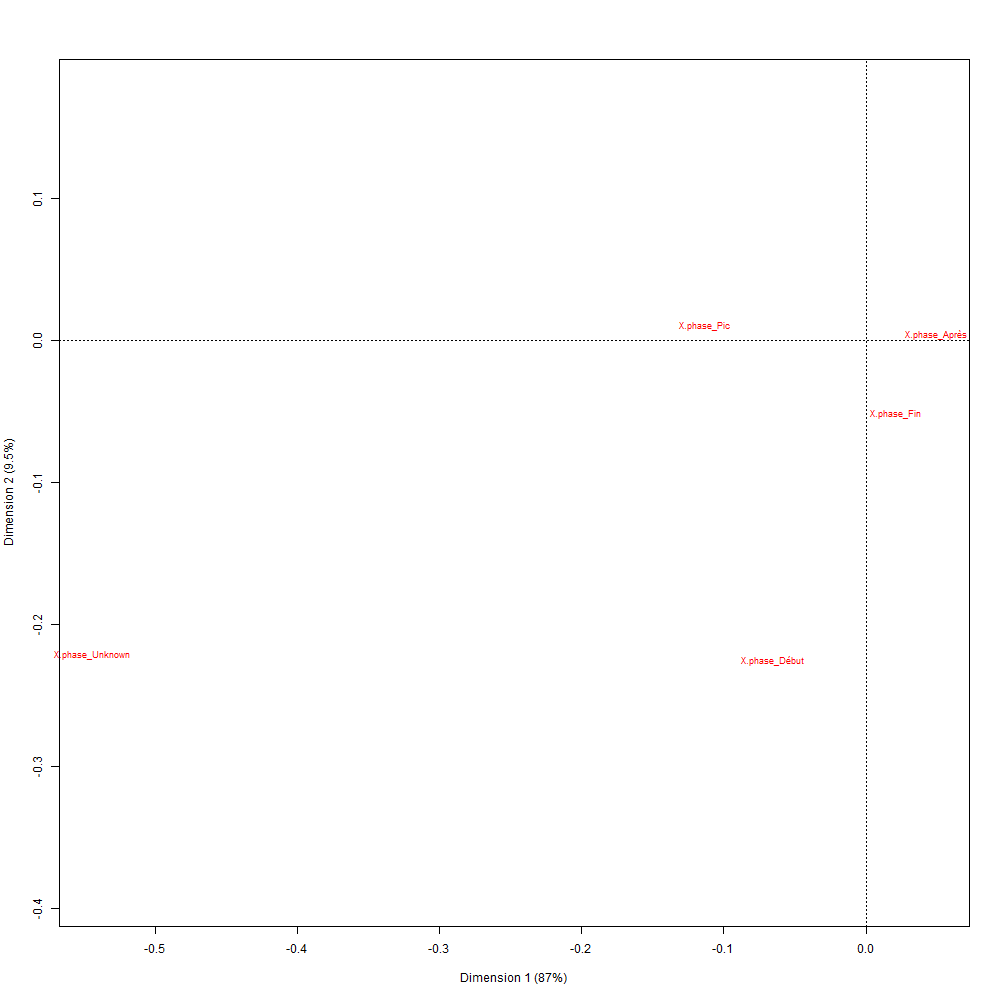 0.1
X.phase_Pic
X.phase_Après
0.0
X.phase_Fin
Dimension 2 (9.5%)
-0.1
-0.2
X.phase_Unknown
X.phase_Début
-0.3
-0.4
-0.5 -0.4 -0.3 -0.2 -0.1 0.0
Dimension 1 (87%)